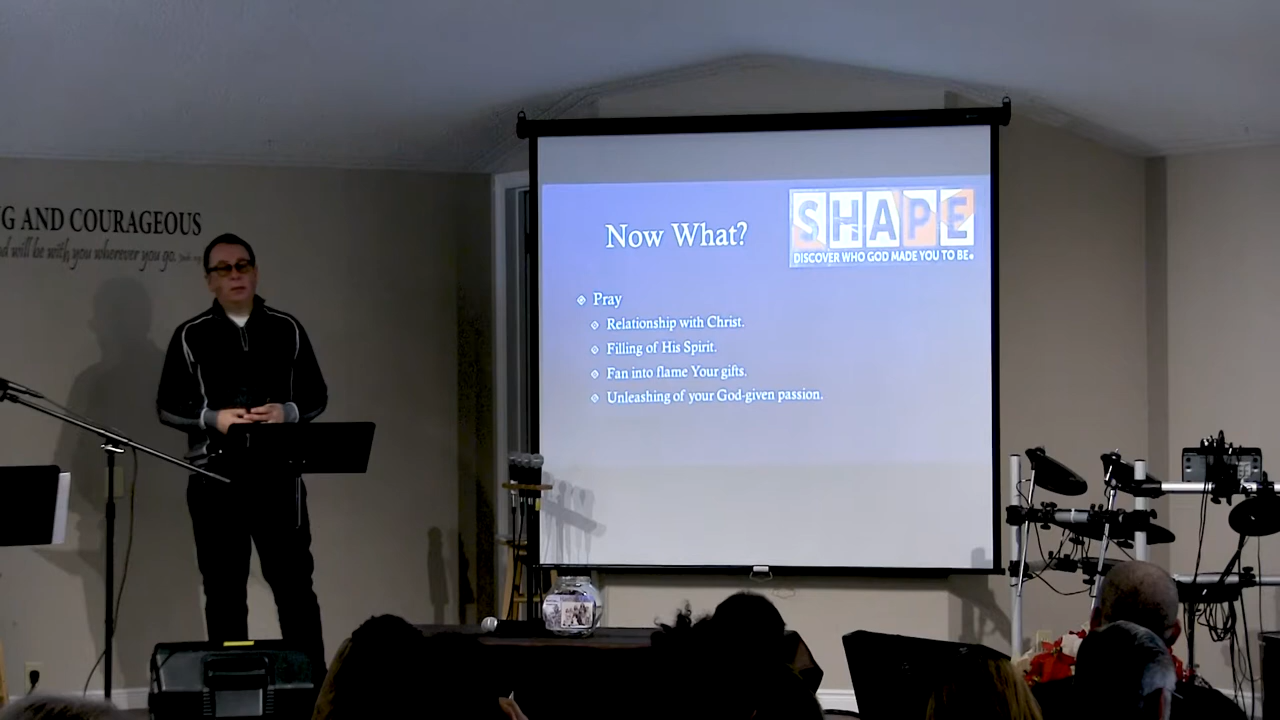 G AND COURAGEOUS
d will be with you wherever you go.
Now What?
SHAPE
DISCOVER WHO GOD MADE YOU TO BE.
Pray
Relationship with Christ.
Filling of His Spirit.
Fan into flame Your gifts.
Unleashing of your God-given passion.